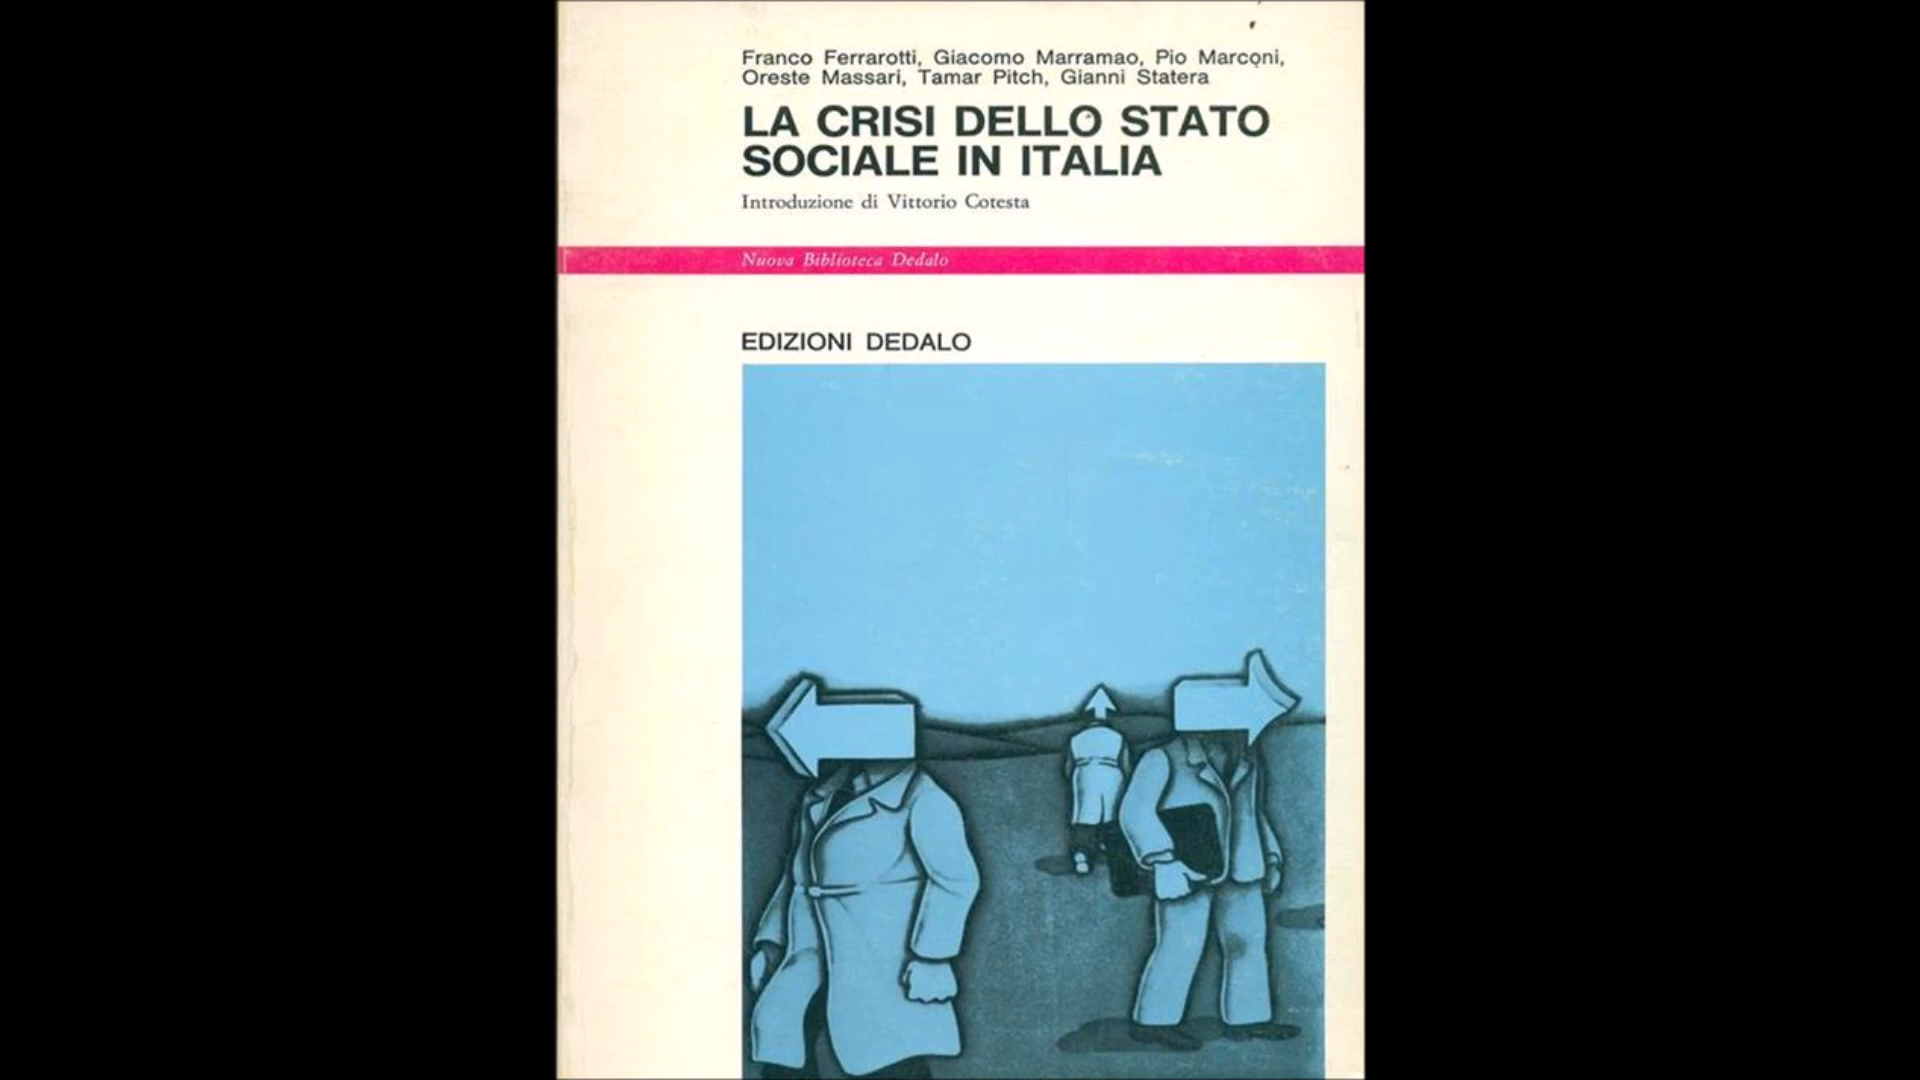 Franco Ferrarotti, Giacomo Marramao, Pio Marconi,
Oreste Massari, Tamar Pitch, Gianni Statera
LA CRISI DELLO STATO
SOCIALE IN ITALIA
Introduzione di Vittorio Cotesta
Nuova Biblioteca Dedalo
EDIZIONI DEDALO